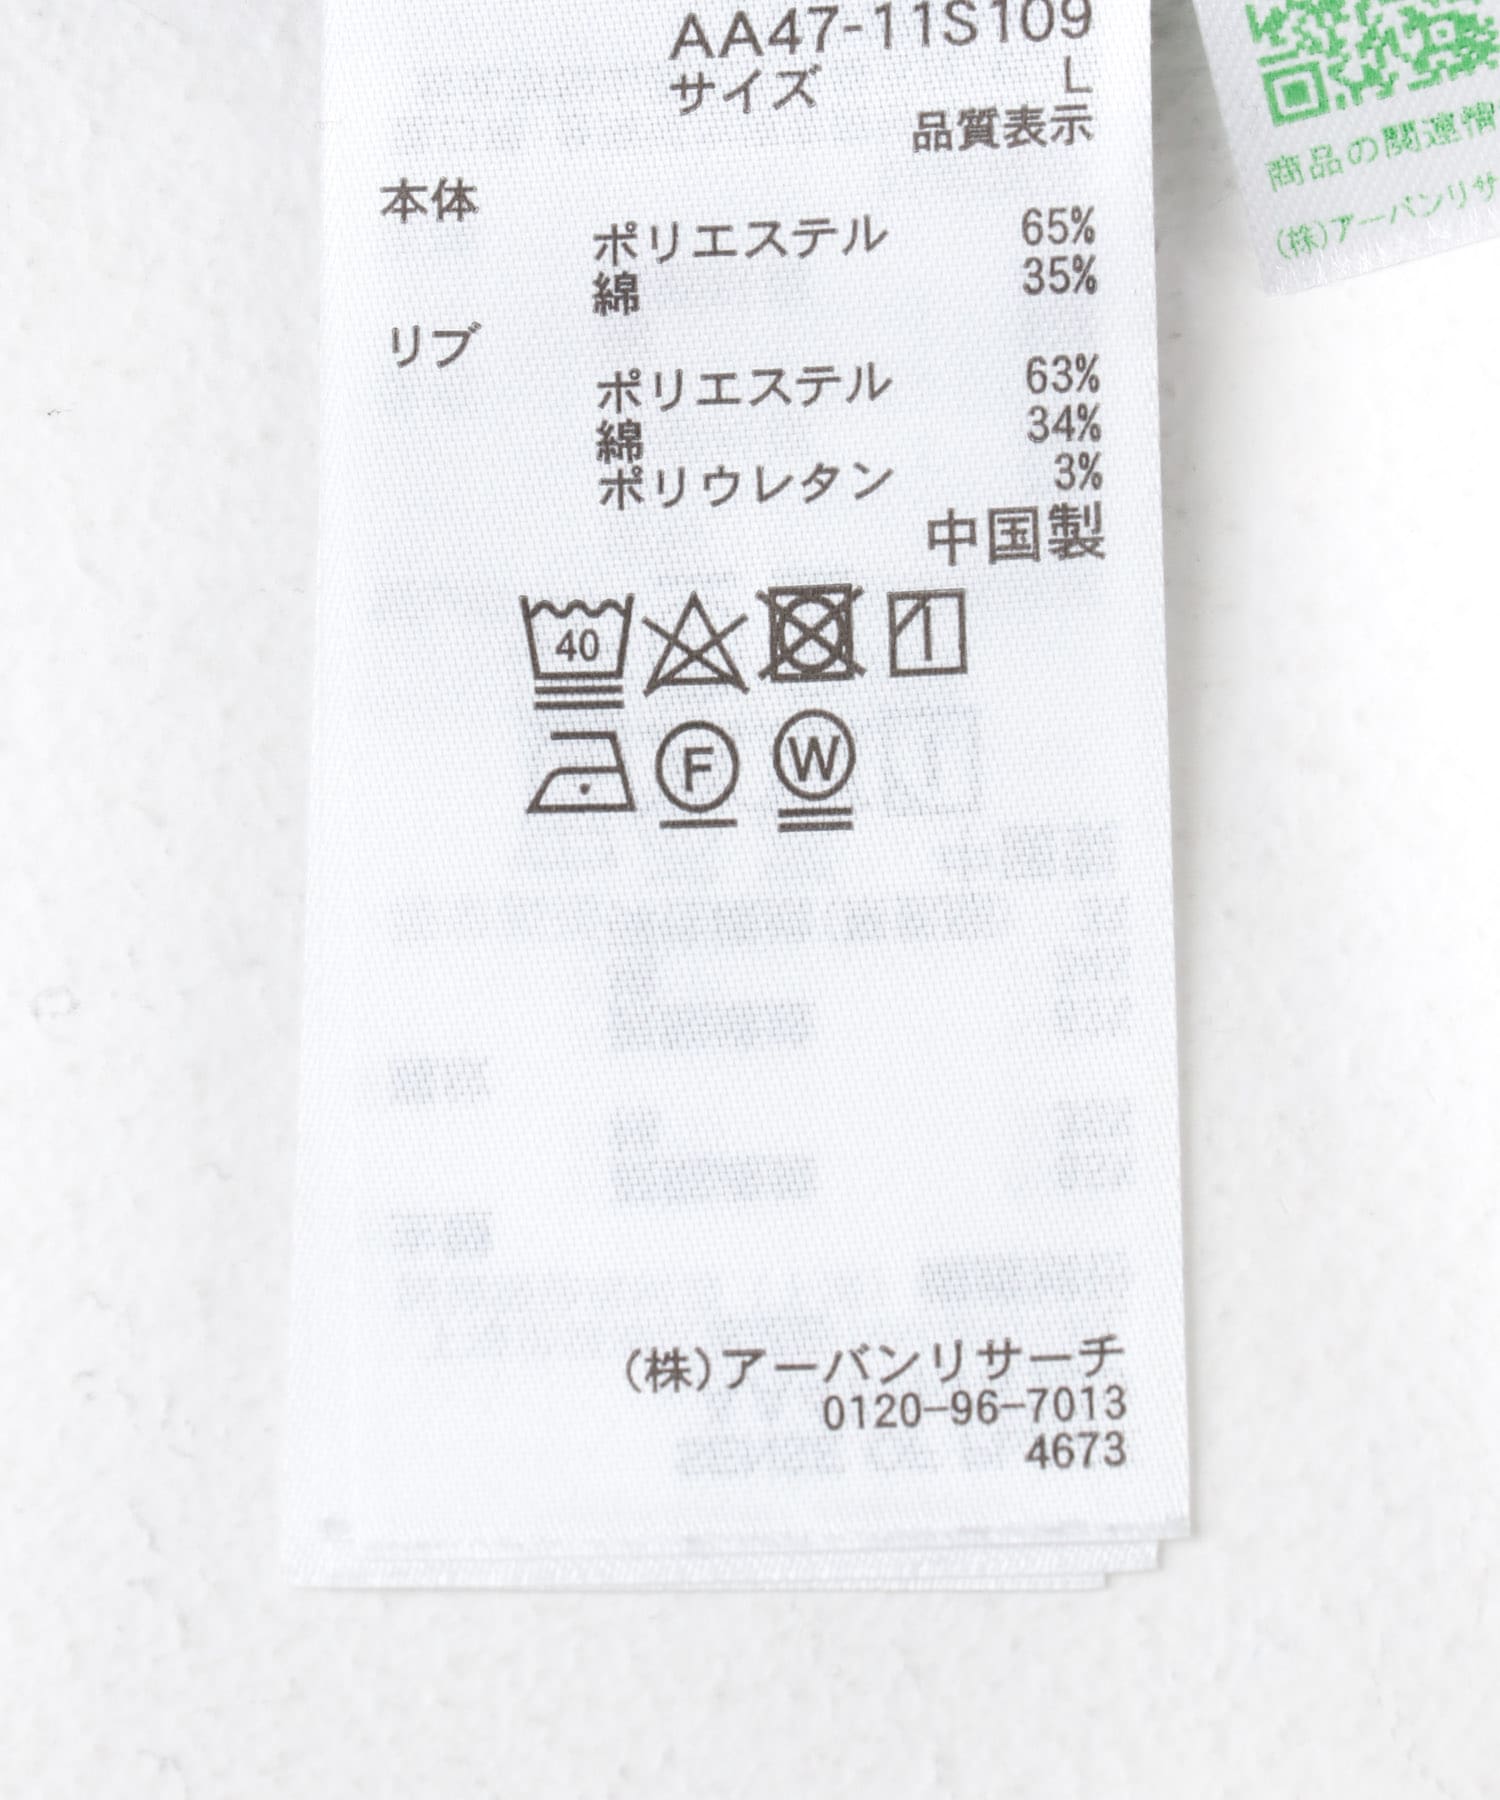 AA47-11S109
サイズ L
品質表示
本体
ポリエステル 65%
綿 35%
リブ
ポリエステル 63%
綿 34%
ポリウレタン 3%
中国製
40
F
W
(株)アーバンリサーチ
0120-96-7013
4673
商品の関連情
(株)アーバンリサ